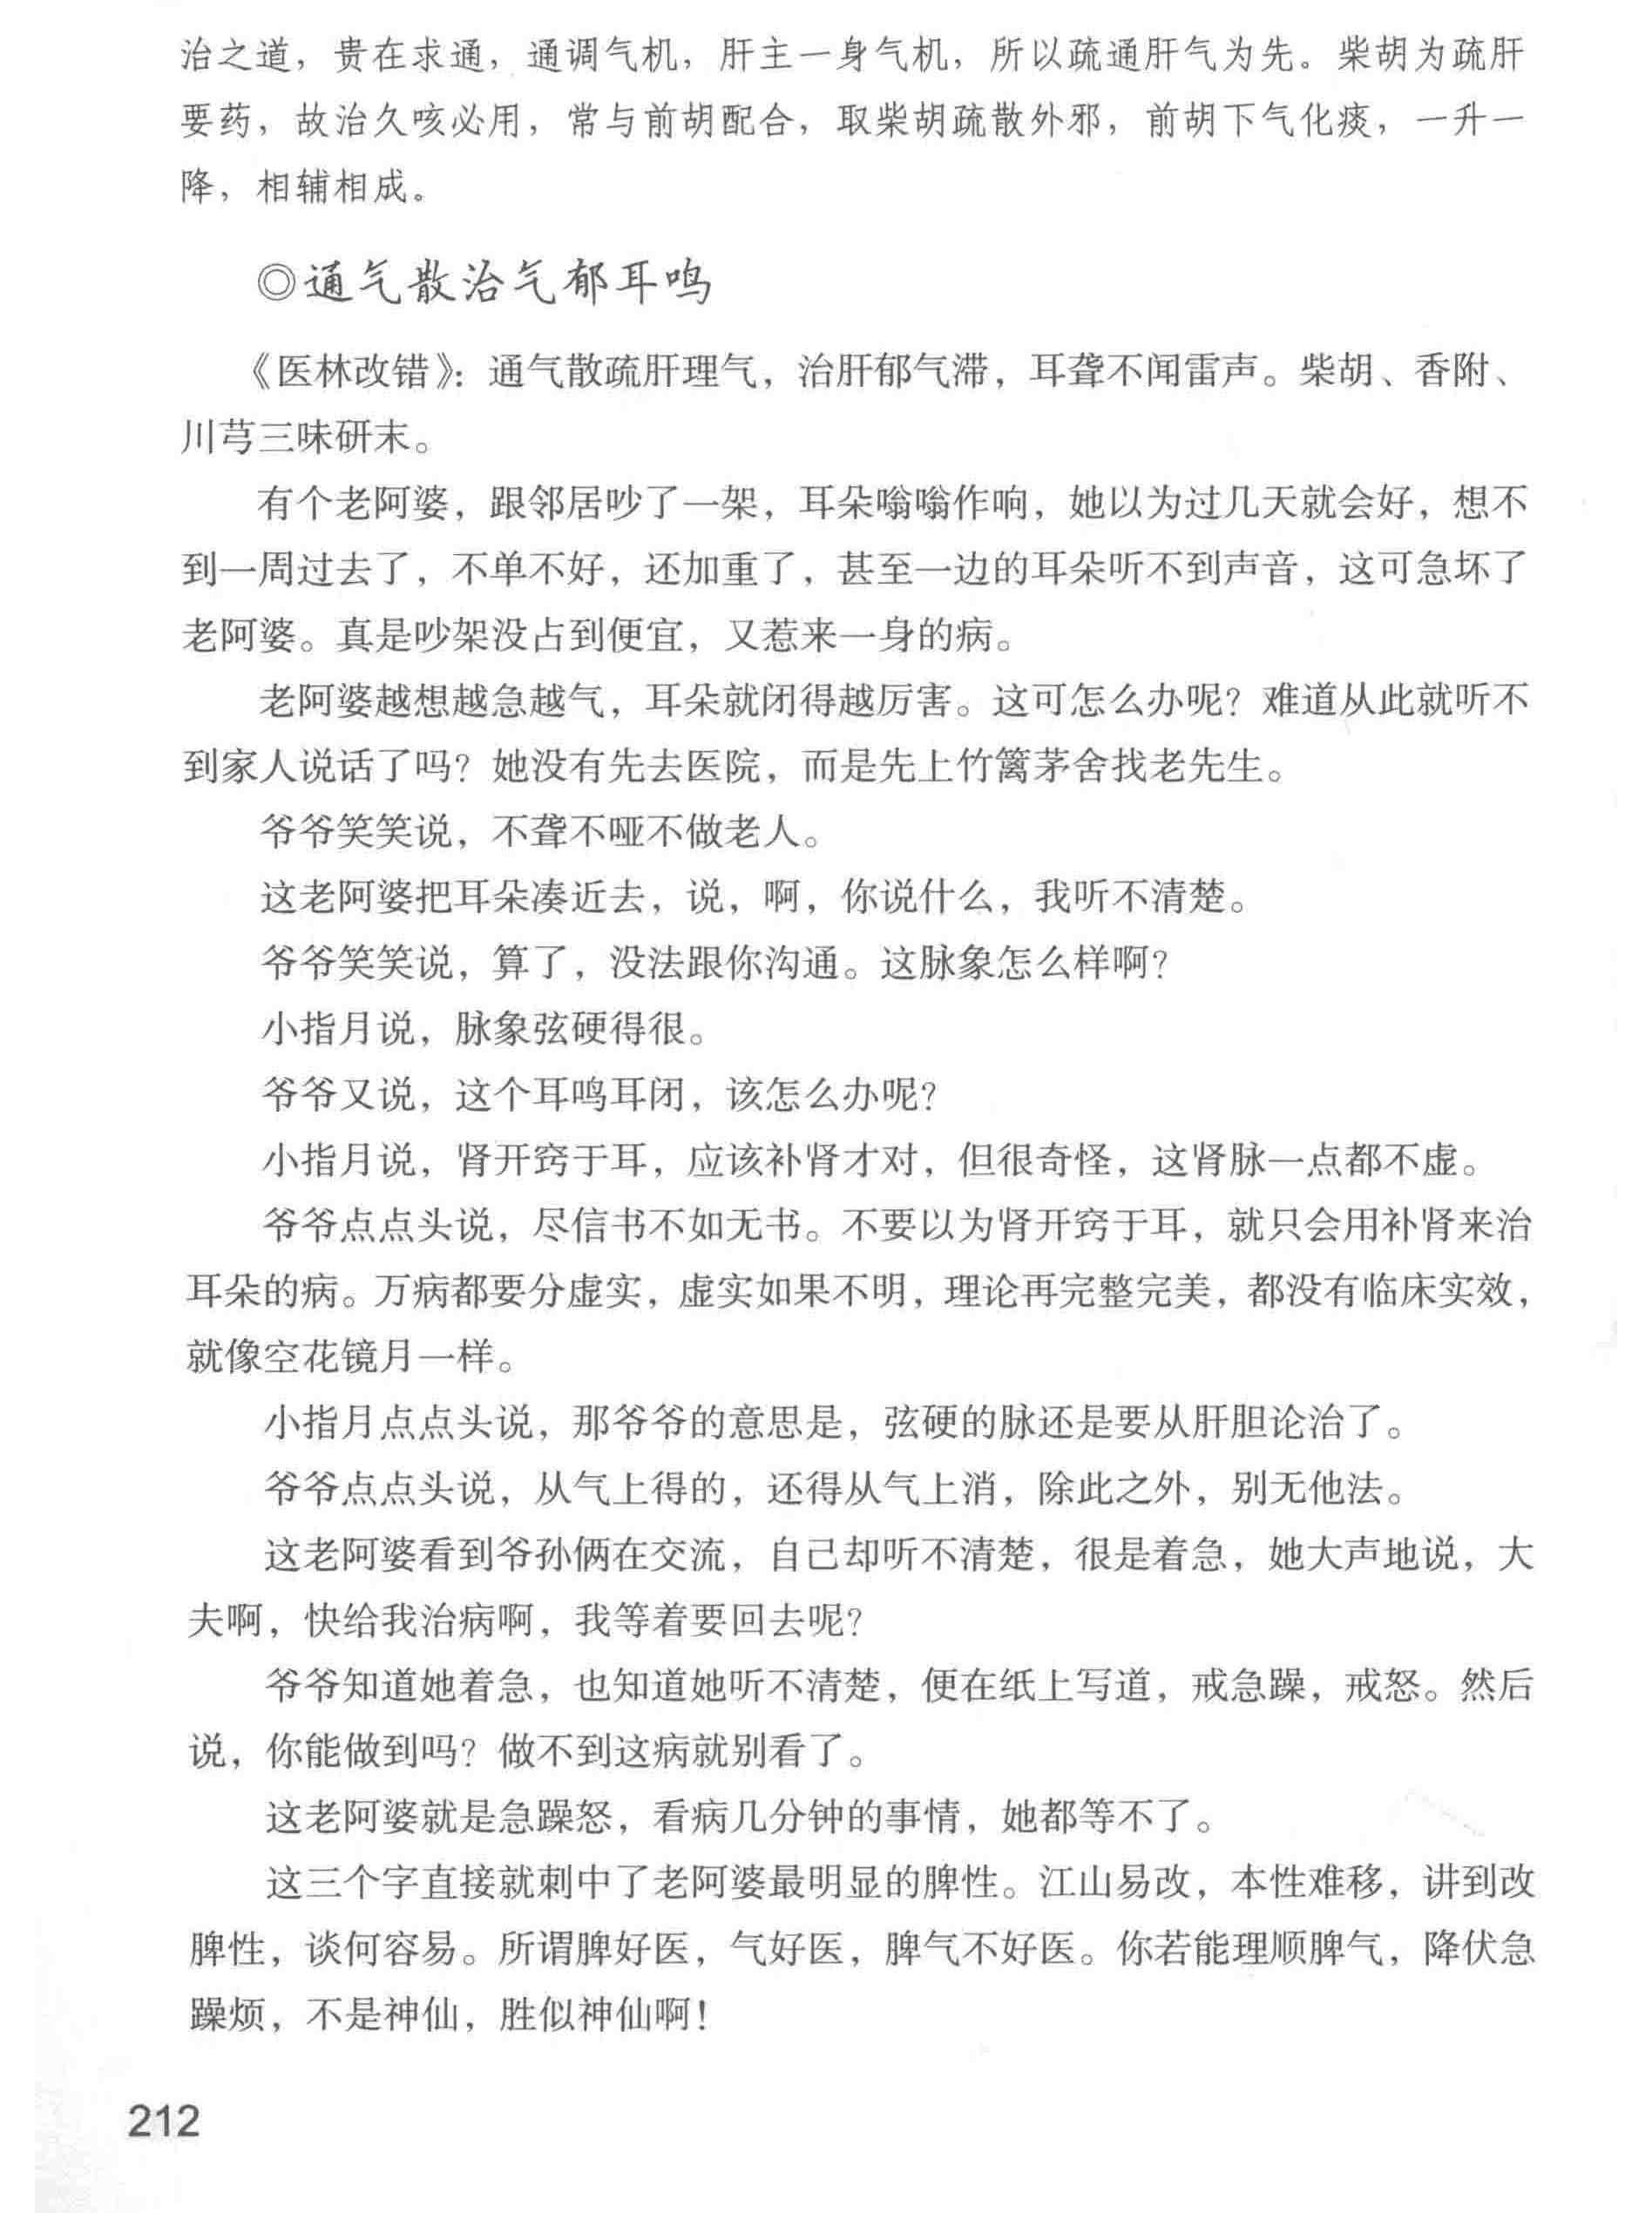 治之道，贵在求通，通调气机，肝主一身气机，所以疏通肝气为先。柴胡为疏肝
要药，故治久咳必用，常与前胡配合，取柴胡疏散外邪，前胡下气化痰，一升一
降，相辅相成。
◎通气散治气郁耳鸣
《医林改错》：通气散疏肝理气，治肝郁气滞，耳聋不闻雷声。柴胡、香附、
川芎三味研末。
有个老阿婆，跟邻居吵了一架，耳朵嗡嗡作响，她以为过几天就会好，想不
到一周过去了，不单不好，还加重了，甚至一边的耳朵听不到声音，这可急坏了
老阿婆。真是吵架没占到便宜，又惹来一身的病。
老阿婆越想越急越气，耳朵就闭得越厉害。这可怎么办呢？难道从此就听不
到家人说话了吗？她没有先去医院，而是先上竹篱茅舍找老先生。
爷爷笑笑说，不聋不哑不做老人。
这老阿婆把耳朵凑近去，说，啊，你说什么，我听不清楚。
爷爷笑笑说，算了，没法跟你沟通。这脉象怎么样啊？
小指月说，脉象弦硬得很。
爷爷又说，这个耳鸣耳闭，该怎么办呢？
小指月说，肾开窍于耳，应该补肾才对，但很奇怪，这肾脉一点都不虚。
爷爷点点头说，尽信书不如无书。不要以为肾开窍于耳，就只会用补肾来治
耳朵的病。万病都要分虚实，虚实如果不明，理论再完整完美，都没有临床实效，
就像空花镜月一样。
小指月点点头说，那爷爷的意思是，弦硬的脉还是要从肝胆论治了。
爷爷点点头说，从气上得的，还得从气上消，除此之外，别无他法。
这老阿婆看到爷孙俩在交流，自己却听不清楚，很是着急，她大声地说，大
夫啊，快给我治病啊，我等着要回去呢？
爷爷知道她着急，也知道她听不清楚，便在纸上写道，戒急躁，戒怒。然后
说，你能做到吗？做不到这病就别看了。
这老阿婆就是急躁怒，看病几分钟的事情，她都等不了。
这三个字直接就刺中了老阿婆最明显的脾性。江山易改，本性难移，讲到改
脾性，谈何容易。所谓脾好医，气好医，脾气不好医。你若能理顺脾气，降伏急
躁烦，不是神仙，胜似神仙啊！
212